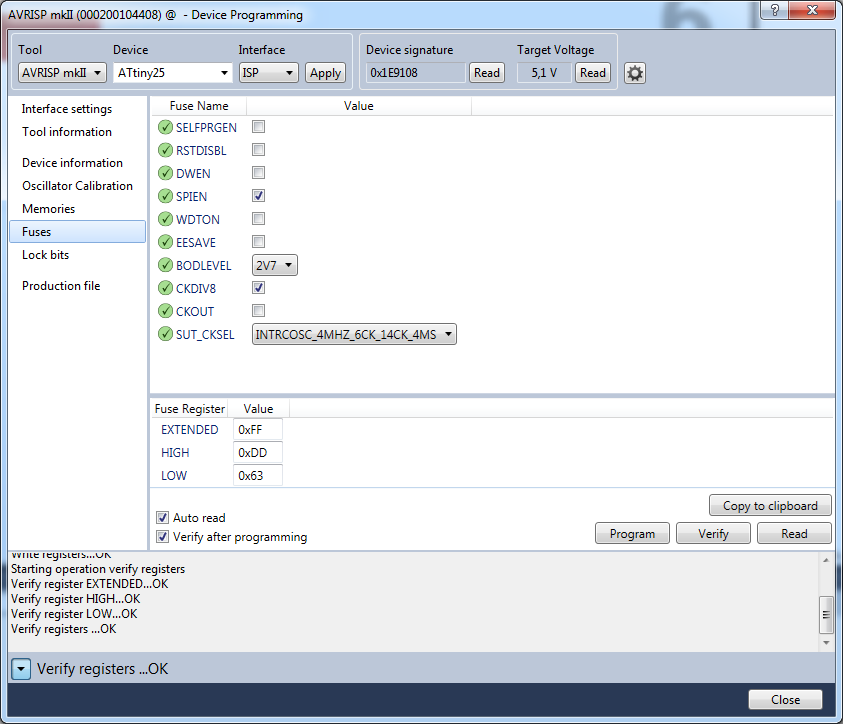 AVRISP mkII (000200104408) @  - Device Programming
Tool Device Interface Device signature Target Voltage
AVRISP mkII ATtiny25 ISP Apply 0x1E9108 Read 5,1 V Read
Interface settings
Tool information
Device information
Oscillator Calibration
Memories
Fuses
Lock bits
Production file
Fuse Name Value
SELFPRGEN
RSTDISBL
DWEN
SPIEN
WDTON
EESAVE
BODLEVEL 2V7
CKDIV8
CKOUT
SUT_CKSEL INTRCOSC_4MHZ_6CK_14CK_4MS
Fuse Register Value
EXTENDED 0xFF
HIGH 0xDD
LOW 0x63
Copy to clipboard
Auto read
Verify after programming
Program Verify Read
Write registers...OK
Starting operation verify registers
Verify register EXTENDED...OK
Verify register HIGH...OK
Verify register LOW...OK
Verify registers ...OK
Verify registers ...OK
Close